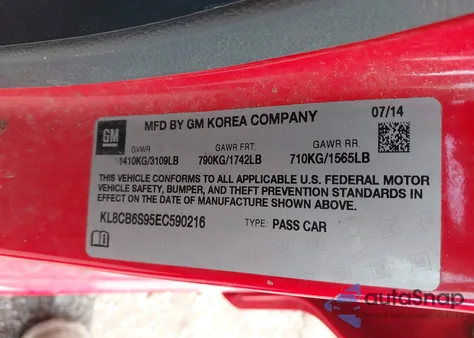 GM
MFD BY GM KOREA COMPANY
07/14
GVWR GAWR FRT. GAWR RR.
1410KG/3109LB 790KG/1742LB 710KG/1565LB
THIS VEHICLE CONFORMS TO ALL APPLICABLE U.S. FEDERAL MOTOR
VEHICLE SAFETY, BUMPER, AND THEFT PREVENTION STANDARDS IN
EFFECT ON THE DATE OF MANUFACTURE SHOWN ABOVE.
KL8CB6S95EC590216 TYPE: PASS CAR
autoSnap